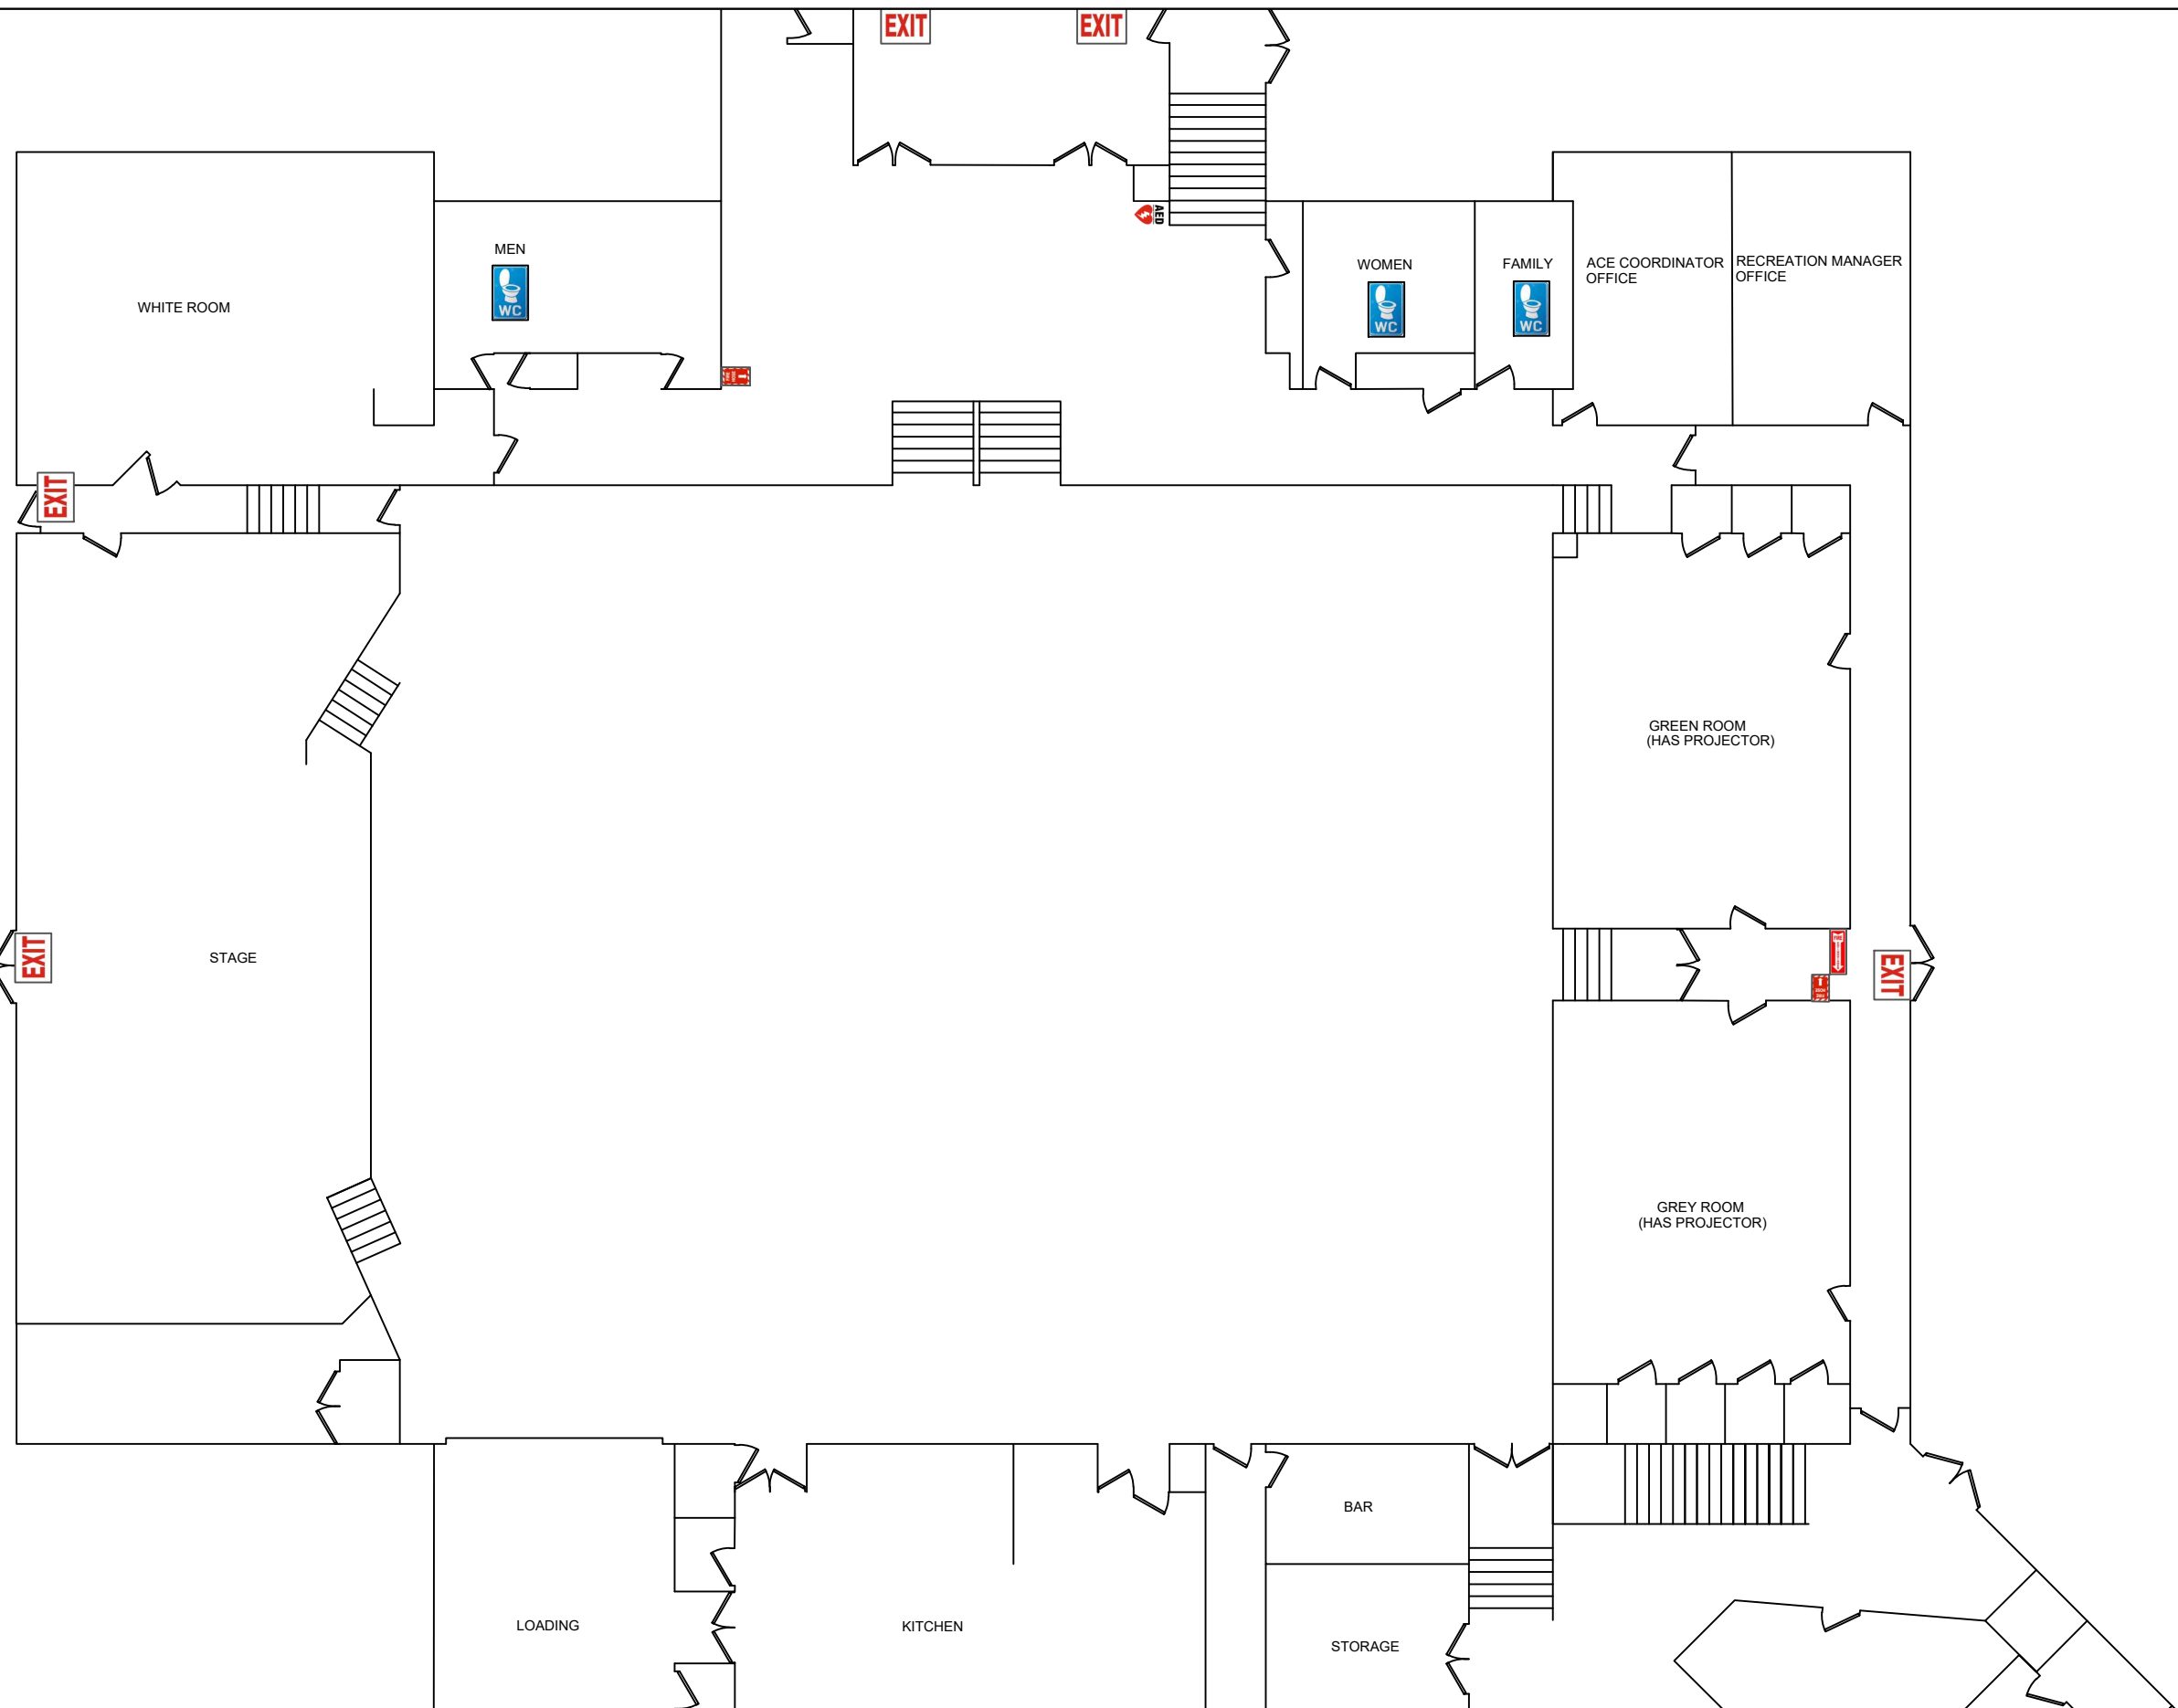 EXIT
EXIT
AED
MEN
WC
WHITE ROOM
WOMEN
WC
FAMILY
WC
ACE COORDINATOR
OFFICE
RECREATION MANAGER
OFFICE
EXIT
GREEN ROOM
(HAS PROJECTOR)
STAGE
EXIT
FIRE
EXIT
GREY ROOM
(HAS PROJECTOR)
BAR
LOADING
KITCHEN
STORAGE